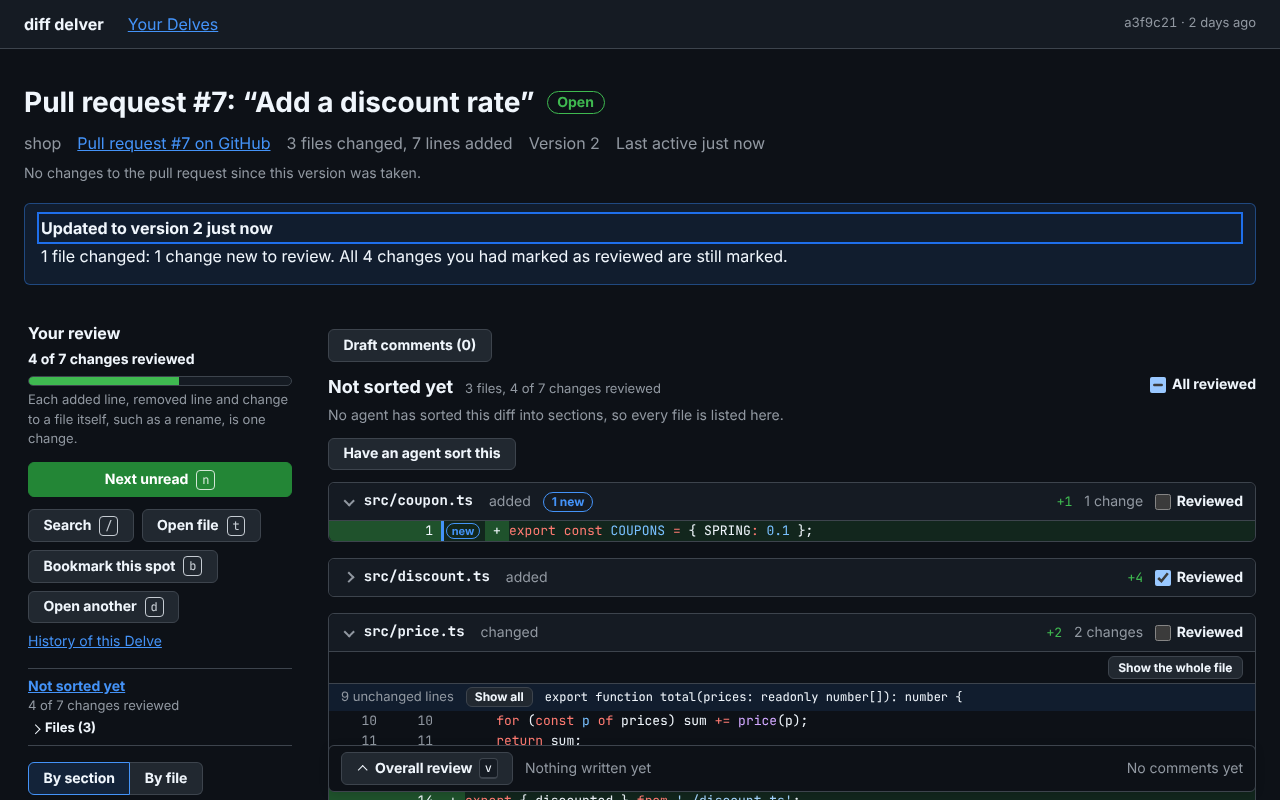 diff delver Your Delves a3f9c21 · 2 days ago
Pull request #7: “Add a discount rate” Open
shop Pull request #7 on GitHub 3 files changed, 7 lines added Version 2 Last active just now
No changes to the pull request since this version was taken.
Updated to version 2 just now
1 file changed: 1 change new to review. All 4 changes you had marked as reviewed are still marked.
Your review
4 of 7 changes reviewed
Each added line, removed line and change
to a file itself, such as a rename, is one
change.
Next unread n
Search / Open file t
Bookmark this spot b
Open another d
History of this Delve
Not sorted yet
4 of 7 changes reviewed
Files (3)
By section By file
Draft comments (0)
Not sorted yet 3 files, 4 of 7 changes reviewed All reviewed
No agent has sorted this diff into sections, so every file is listed here.
Have an agent sort this
src/coupon.ts added 1 new +1 1 change Reviewed
1 new + export const COUPONS = { SPRING: 0.1 };
src/discount.ts added +4 Reviewed
src/price.ts changed +2 2 changes Reviewed
Show the whole file
9 unchanged lines Show all export function total(prices: readonly number[]): number {
10 10 for (const p of prices) sum += price(p);
11 11 return sum;
Overall review v Nothing written yet No comments yet
14 + export { discounted } from './discount.ts';